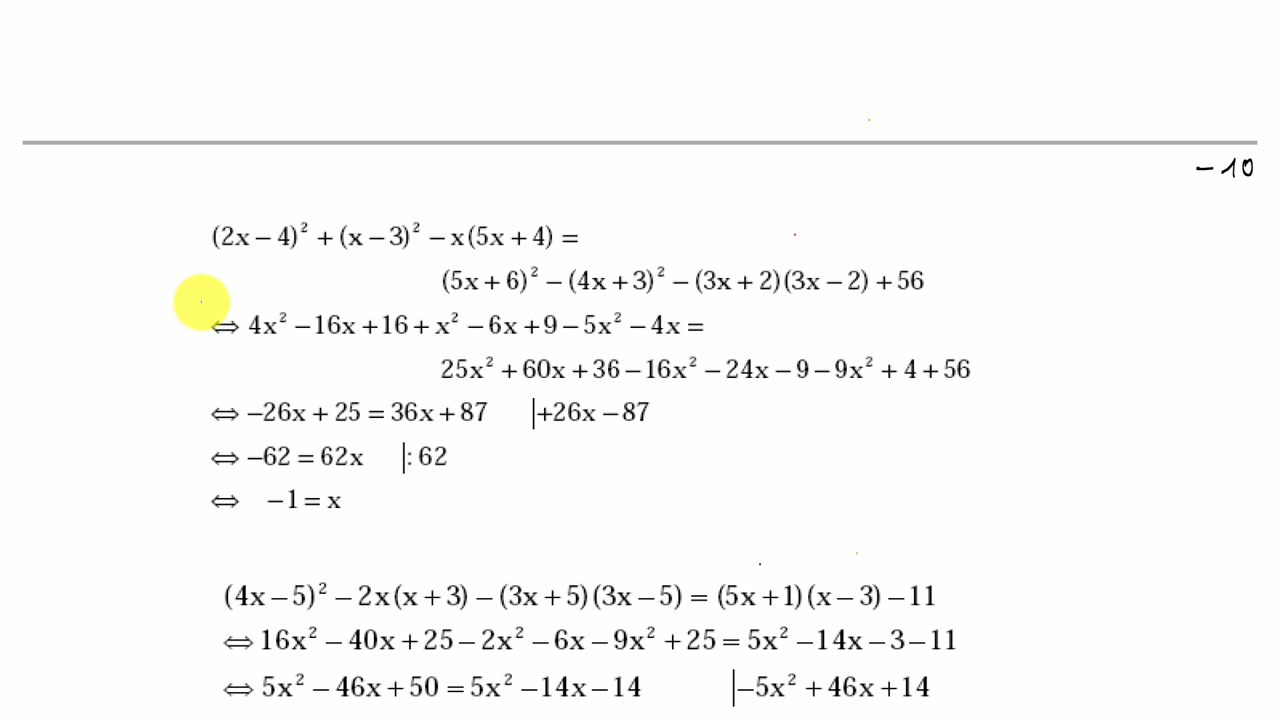 −10
(2x − 4)² + (x − 3)² − x(5x + 4) =
(5x + 6)² − (4x + 3)² − (3x + 2)(3x − 2) + 56
⇔ 4x² − 16x + 16 + x² − 6x + 9 − 5x² − 4x =
25x² + 60x + 36 − 16x² − 24x − 9 − 9x² + 4 + 56
⇔ −26x + 25 = 36x + 87 |+26x − 87
⇔ −62 = 62x |: 62
⇔ −1 = x
(4x − 5)² − 2x(x + 3) − (3x + 5)(3x − 5) = (5x + 1)(x − 3) − 11
⇔ 16x² − 40x + 25 − 2x² − 6x − 9x² + 25 = 5x² − 14x − 3 − 11
⇔ 5x² − 46x + 50 = 5x² − 14x − 14 |−5x² + 46x + 14